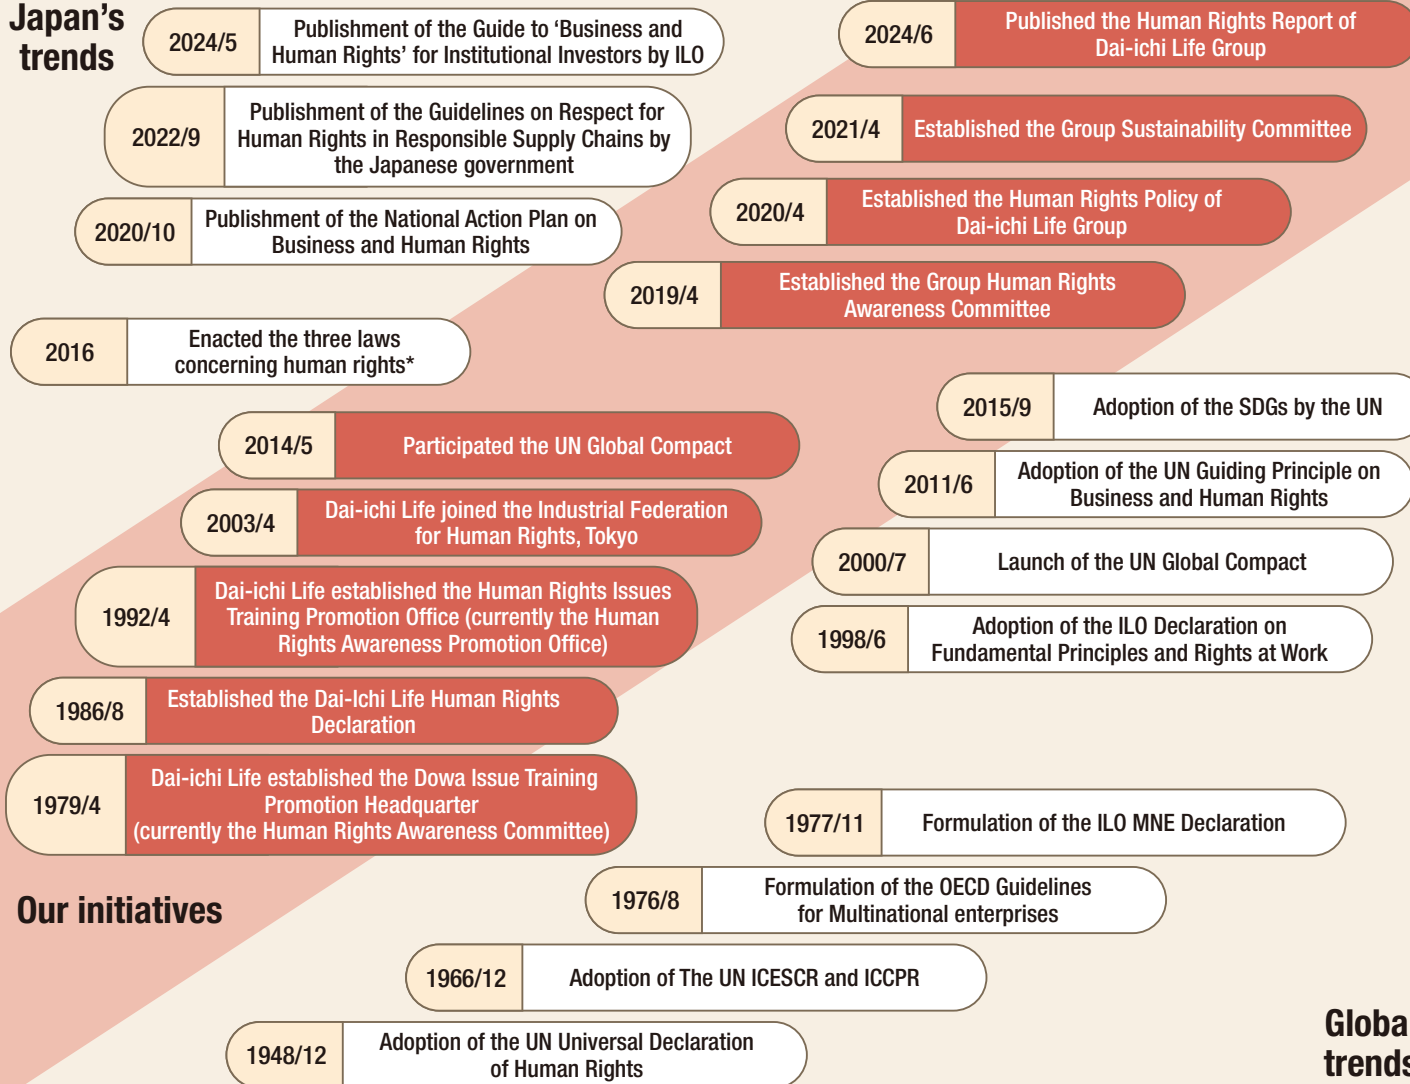 Japan's
trends
2024/5
Publishment of the Guide to ‘Business and
Human Rights’ for Institutional Investors by ILO
2022/9
Publishment of the Guidelines on Respect for
Human Rights in Responsible Supply Chains by
the Japanese government
2020/10
Publishment of the National Action Plan on
Business and Human Rights
2016
Enacted the three laws
concerning human rights*
2024/6
Published the Human Rights Report of
Dai-ichi Life Group
2021/4
Established the Group Sustainability Committee
2020/4
Established the Human Rights Policy of
Dai-ichi Life Group
2019/4
Established the Group Human Rights
Awareness Committee
2014/5
Participated the UN Global Compact
2003/4
Dai-ichi Life joined the Industrial Federation
for Human Rights, Tokyo
1992/4
Dai-ichi Life established the Human Rights Issues
Training Promotion Office (currently the Human
Rights Awareness Promotion Office)
1986/8
Established the Dai-Ichi Life Human Rights
Declaration
1979/4
Dai-ichi Life established the Dowa Issue Training
Promotion Headquarter
(currently the Human Rights Awareness Committee)
Our initiatives
2015/9
Adoption of the SDGs by the UN
2011/6
Adoption of the UN Guiding Principle on
Business and Human Rights
2000/7
Launch of the UN Global Compact
1998/6
Adoption of the ILO Declaration on
Fundamental Principles and Rights at Work
1977/11
Formulation of the ILO MNE Declaration
1976/8
Formulation of the OECD Guidelines
for Multinational enterprises
1966/12
Adoption of The UN ICESCR and ICCPR
1948/12
Adoption of the UN Universal Declaration
of Human Rights
Globa
trends